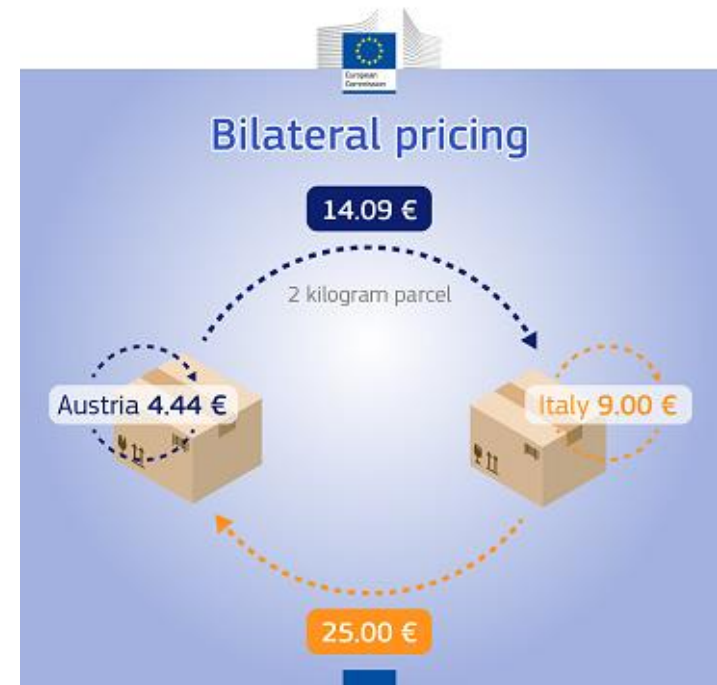 European
Commission
Bilateral pricing
14.09 €
2 kilogram parcel
Austria 4.44 €
Italy 9.00 €
25.00 €